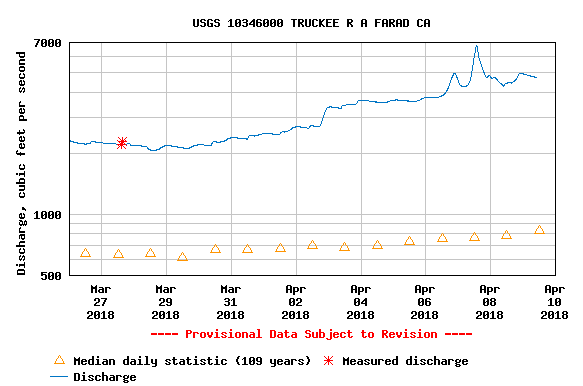 USGS 10346000 TRUCKEE R A FARAD CA
Discharge, cubic feet per second
7000
1000
500
Mar Mar Mar Apr Apr Apr Apr Apr
27 29 31 02 04 06 08 10
2018 2018 2018 2018 2018 2018 2018 2018
---- Provisional Data Subject to Revision ----
Median daily statistic (109 years) Measured discharge
Discharge